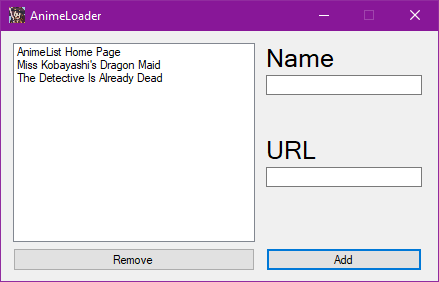 AnimeLoader
AnimeList Home Page
Miss Kobayashi's Dragon Maid
The Detective Is Already Dead
Name
URL
Remove
Add